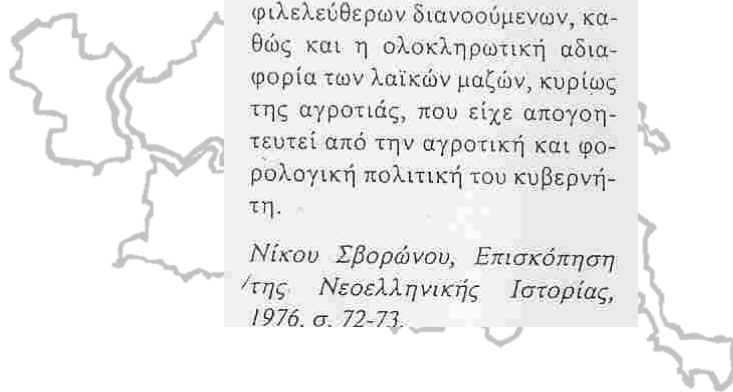 φιλελεύθερων διανοούμενων, κα-
θώς και η ολοκληρωτική αδια-
φορία των λαϊκών μαζών, κυρίως
της αγροτιάς, που είχε απογοη-
τευτεί από την αγροτική και φο-
ρολογική πολιτική του κυβερνή-
τη.
Νίκου Σβορώνου, Επισκόπηση
της Νεοελληνικής Ιστορίας,
1976, σ. 72-73.